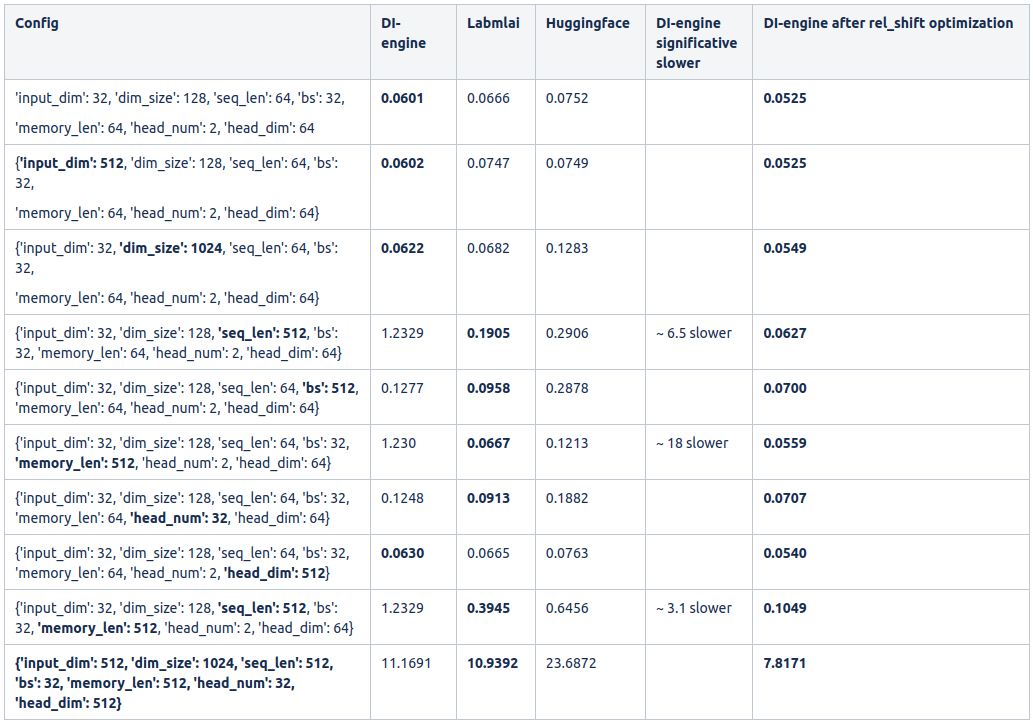 Config
DI-
engine
Labmlai
Huggingface
DI-engine
significative
slower
DI-engine after rel_shift optimization
'input_dim': 32, 'dim_size': 128, 'seq_len': 64, 'bs': 32,
'memory_len': 64, 'head_num': 2, 'head_dim': 64
0.0601
0.0666
0.0752
0.0525
{'input_dim': 512, 'dim_size': 128, 'seq_len': 64, 'bs':
32,
'memory_len': 64, 'head_num': 2, 'head_dim': 64}
0.0602
0.0747
0.0749
0.0525
{'input_dim': 32, 'dim_size': 1024, 'seq_len': 64, 'bs':
32,
'memory_len': 64, 'head_num': 2, 'head_dim': 64}
0.0622
0.0682
0.1283
0.0549
{'input_dim': 32, 'dim_size': 128, 'seq_len': 512, 'bs':
32, 'memory_len': 64, 'head_num': 2, 'head_dim': 64}
1.2329
0.1905
0.2906
~ 6.5 slower
0.0627
{'input_dim': 32, 'dim_size': 128, 'seq_len': 64, 'bs': 512,
'memory_len': 64, 'head_num': 2, 'head_dim': 64}
0.1277
0.0958
0.2878
0.0700
{'input_dim': 32, 'dim_size': 128, 'seq_len': 64, 'bs': 32,
'memory_len': 512, 'head_num': 2, 'head_dim': 64}
1.230
0.0667
0.1213
~ 18 slower
0.0559
{'input_dim': 32, 'dim_size': 128, 'seq_len': 64, 'bs': 32,
'memory_len': 64, 'head_num': 32, 'head_dim': 64}
0.1248
0.0913
0.1882
0.0707
{'input_dim': 32, 'dim_size': 128, 'seq_len': 64, 'bs': 32,
'memory_len': 64, 'head_num': 2, 'head_dim': 512}
0.0630
0.0665
0.0763
0.0540
{'input_dim': 32, 'dim_size': 128, 'seq_len': 512, 'bs':
32, 'memory_len': 512, 'head_num': 2, 'head_dim': 64}
1.2329
0.3945
0.6456
~ 3.1 slower
0.1049
{'input_dim': 512, 'dim_size': 1024, 'seq_len': 512,
'bs': 32, 'memory_len': 512, 'head_num': 32,
'head_dim': 512}
11.1691
10.9392
23.6872
7.8171